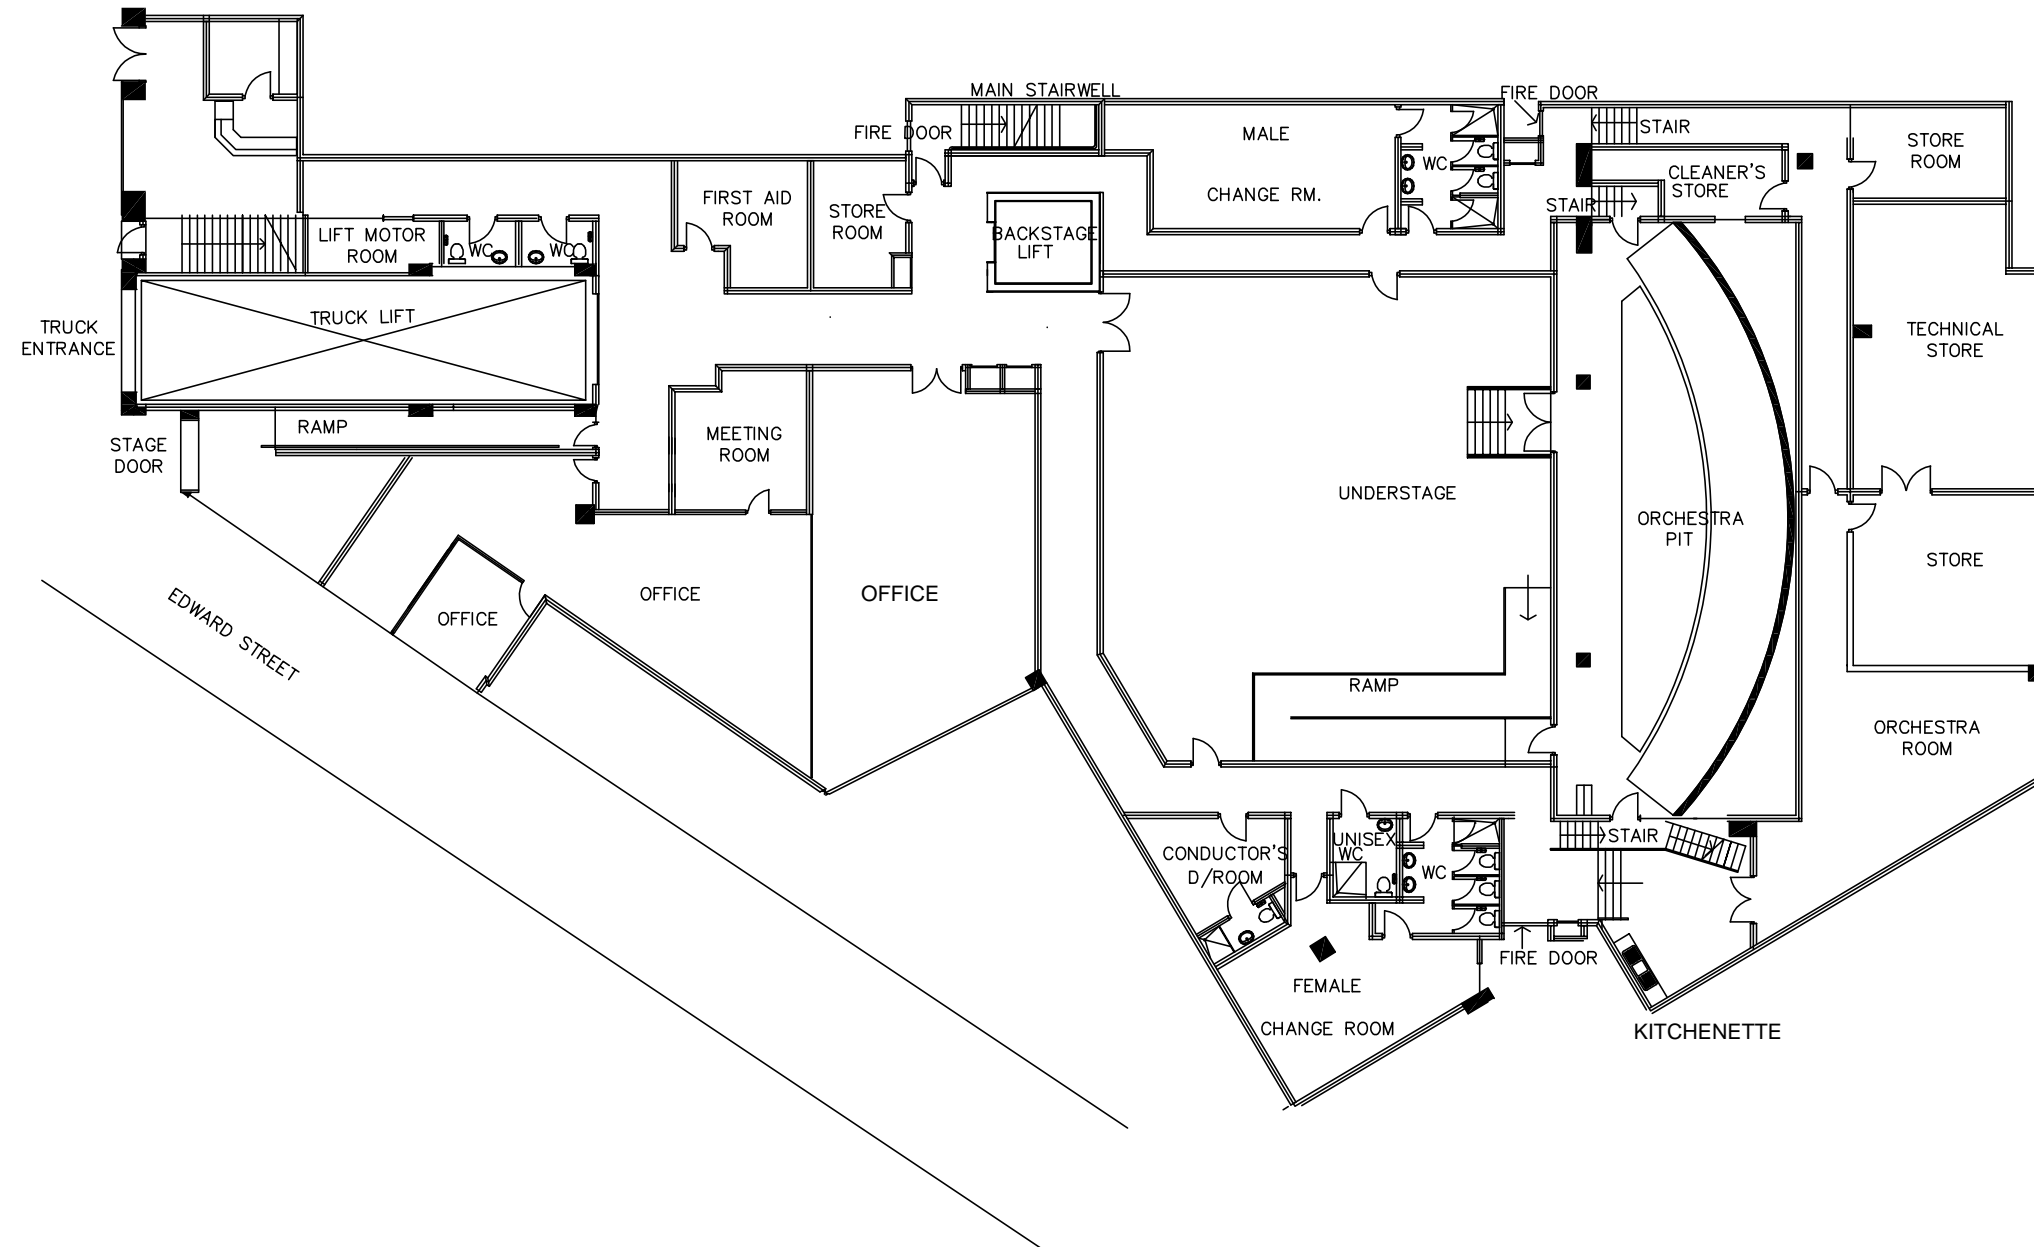 MAIN STAIRWELL
FIRE DOOR
FIRE DOOR
STAIR
MALE
CHANGE RM.
WC
STORE
ROOM
CLEANER'S
STORE
STAIR
FIRST AID
ROOM
STORE
ROOM
BACKSTAGE
LIFT
LIFT MOTOR
ROOM
WC
WC
TRUCK LIFT
TRUCK
ENTRANCE
TECHNICAL
STORE
RAMP
STAGE
DOOR
MEETING
ROOM
UNDERSTAGE
ORCHESTRA
PIT
STORE
OFFICE
OFFICE
OFFICE
EDWARD STREET
RAMP
ORCHESTRA
ROOM
CONDUCTOR'S
D/ROOM
UNISEX
WC
WC
STAIR
FIRE DOOR
FEMALE
CHANGE ROOM
KITCHENETTE